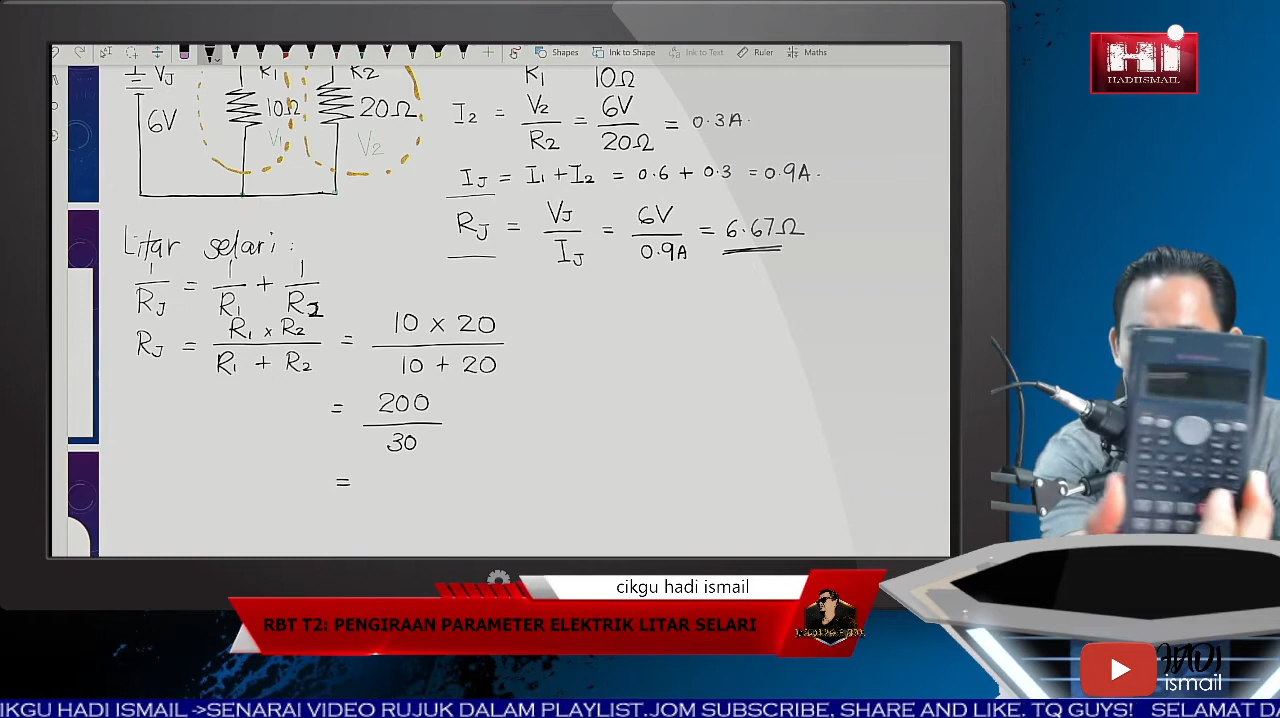 Shapes Ink to Shape Ink to Text Ruler Maths
Hi
HADIISMAIL
VJ
6V
R1
10Ω
V1
R2
20Ω
V2
R1 10Ω
I2 = V2 / R2 = 6V / 20Ω = 0.3A.
IJ = I1 + I2 = 0.6 + 0.3 = 0.9A.
RJ = VJ / IJ = 6V / 0.9A = 6.67Ω
Litar selari :
1 / RJ = 1 / R1 + 1 / R2
RJ = R1 x R2 / R1 + R2 = 10 x 20 / 10 + 20
= 200 / 30
=
cikgu hadi ismail
RBT T2: PENGIRAAN PARAMETER ELEKTRIK LITAR SELARI
HADI
ismail
IKGU HADI ISMAIL ->SENARAI VIDEO RUJUK DALAM PLAYLIST.JOM SUBSCRIBE, SHARE AND LIKE. TQ GUYS! SELAMAT DA